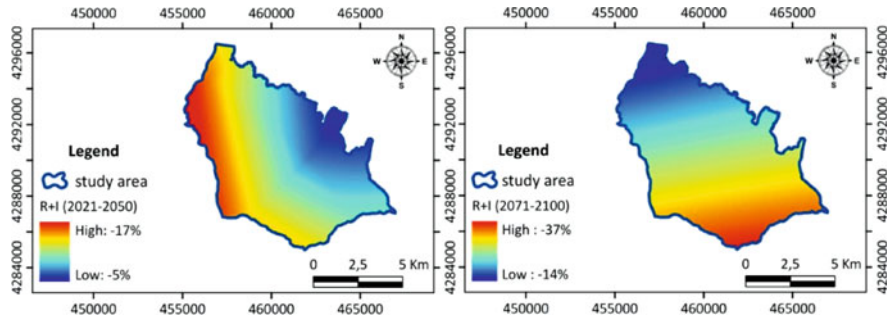 450000 455000 460000 465000
450000 455000 460000 465000
4296000
4292000
4288000
4284000
N
W E
S
Legend
study area
R+I (2021-2050)
High: -17%
Low: -5%
0 2,5 5 Km
450000 455000 460000 465000
4296000
4292000
4288000
4284000
N
W E
S
Legend
study area
R+I (2071-2100)
High : -37%
Low : -14%
0 2,5 5 Km
450000 455000 460000 465000